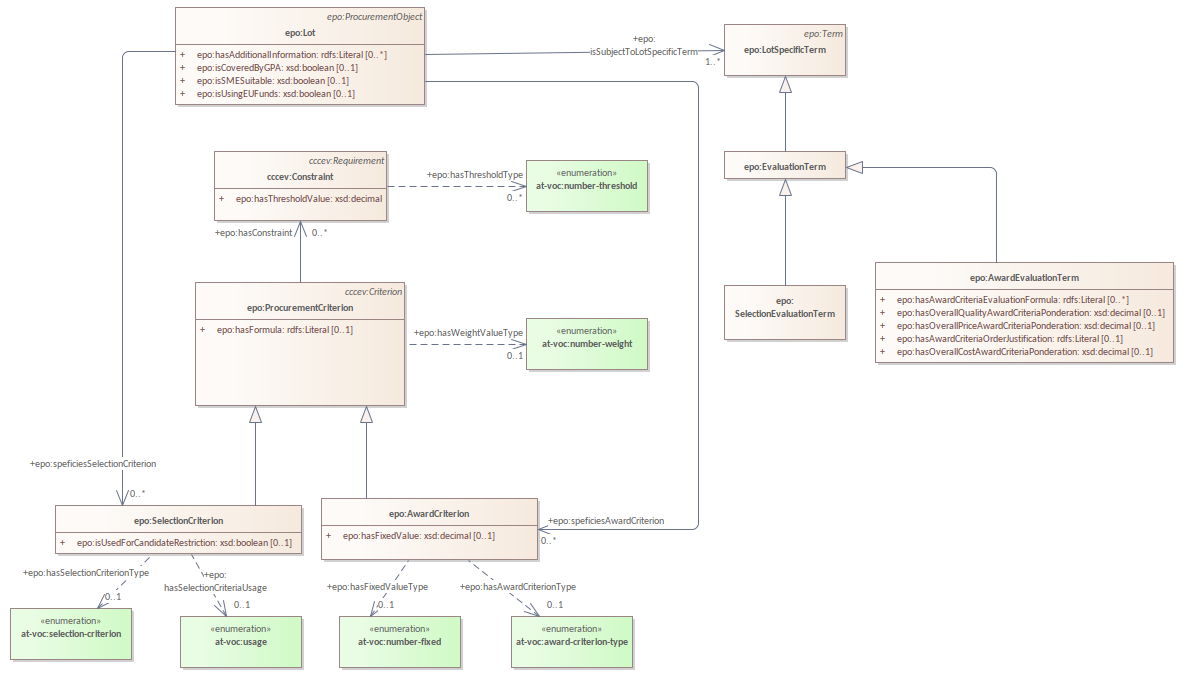 epo:ProcurementObject
epo:Lot
+ epo:hasAdditionalInformation: rdfs:Literal [0..*]
+ epo:isCoveredByGPA: xsd:boolean [0..1]
+ epo:isSMESuitable: xsd:boolean [0..1]
+ epo:isUsingEUFunds: xsd:boolean [0..1]
+epo:
isSubjectToLotSpecificTerm
1..*
epo:Term
epo:LotSpecificTerm
cccev:Requirement
cccev:Constraint
+ epo:hasThresholdValue: xsd:decimal
+epo:hasThresholdType
0..*
«enumeration»
at-voc:number-threshold
epo:EvaluationTerm
+epo:hasConstraint
0..*
cccev:Criterion
epo:ProcurementCriterion
+ epo:hasFormula: rdfs:Literal [0..1]
+epo:hasWeightValueType
0..1
«enumeration»
at-voc:number-weight
epo:
SelectionEvaluationTerm
epo:AwardEvaluationTerm
+ epo:hasAwardCriteriaEvaluationFormula: rdfs:Literal [0..*]
+ epo:hasOverallQualityAwardCriteriaPonderation: xsd:decimal [0..1]
+ epo:hasOverallPriceAwardCriteriaPonderation: xsd:decimal [0..1]
+ epo:hasAwardCriteriaOrderJustification: rdfs:Literal [0..1]
+ epo:hasOverallCostAwardCriteriaPonderation: xsd:decimal [0..1]
+epo:speficiesSelectionCriterion
0..*
epo:SelectionCriterion
+ epo:isUsedForCandidateRestriction: xsd:boolean [0..1]
epo:AwardCriterion
+ epo:hasFixedValue: xsd:decimal [0..1]
+epo:speficiesAwardCriterion
0..*
+epo:hasSelectionCriterionType
0..1
+epo:
hasSelectionCriteriaUsage
0..1
+epo:hasFixedValueType
0..1
+epo:hasAwardCriterionType
0..1
«enumeration»
at-voc:selection-criterion
«enumeration»
at-voc:usage
«enumeration»
at-voc:number-fixed
«enumeration»
at-voc:award-criterion-type